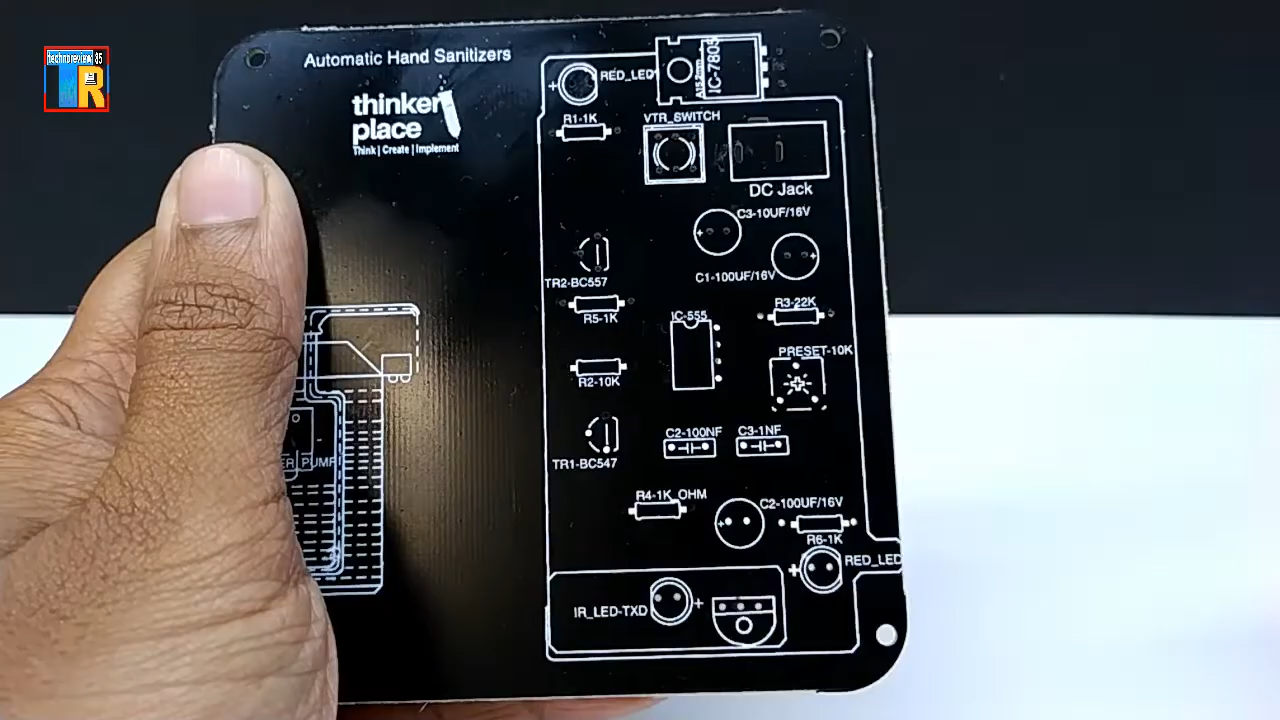 technoreview 85
TR
Automatic Hand Sanitizers
thinker
place
Think | Create | Implement
RED_LED
IC-7805
R1-1K
VTR_SWITCH
DC Jack
C3-10UF/16V
C1-100UF/16V
TR2-BC557
R5-1K
IC-555
R3-22K
PRESET-10K
R2-10K
C2-100NF
C3-1NF
TR1-BC547
PUMP
R4-1K_OHM
C2-100UF/16V
R6-1K
RED_LED
IR_LED-TXD